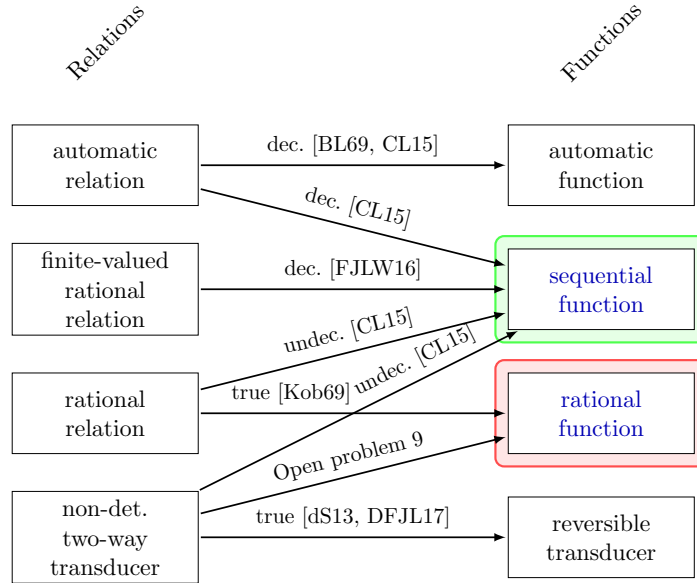 Relations
Functions
automatic
relation
dec. [BL69, CL15]
automatic
function
dec. [CL15]
finite-valued
rational
relation
dec. [FJLW16]
sequential
function
undec. [CL15]
undec. [CL15]
rational
relation
true [Kob69]
rational
function
Open problem 9
non-det.
two-way
transducer
true [dS13, DFJL17]
reversible
transducer